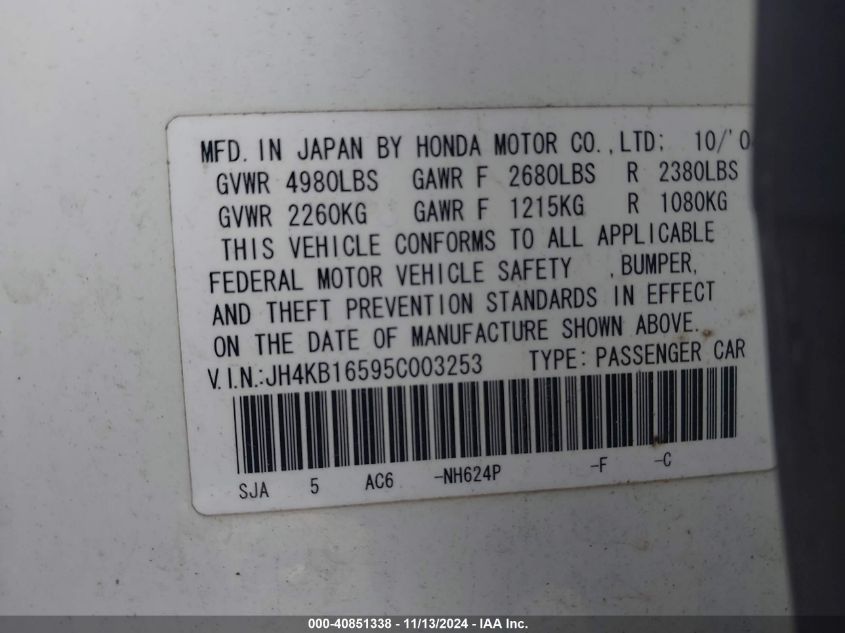 MFD. IN JAPAN BY HONDA MOTOR CO., LTD; 10/'0
GVWR 4980LBS GAWR F 2680LBS R 2380LBS
GVWR 2260KG GAWR F 1215KG R 1080KG
THIS VEHICLE CONFORMS TO ALL APPLICABLE
FEDERAL MOTOR VEHICLE SAFETY , BUMPER,
AND THEFT PREVENTION STANDARDS IN EFFECT
ON THE DATE OF MANUFACTURE SHOWN ABOVE.
V.I.N.:JH4KB16595C003253 TYPE: PASSENGER CAR
SJA 5 AC6 -NH624P -F -C
000-40851338 - 11/13/2024 - IAA Inc.